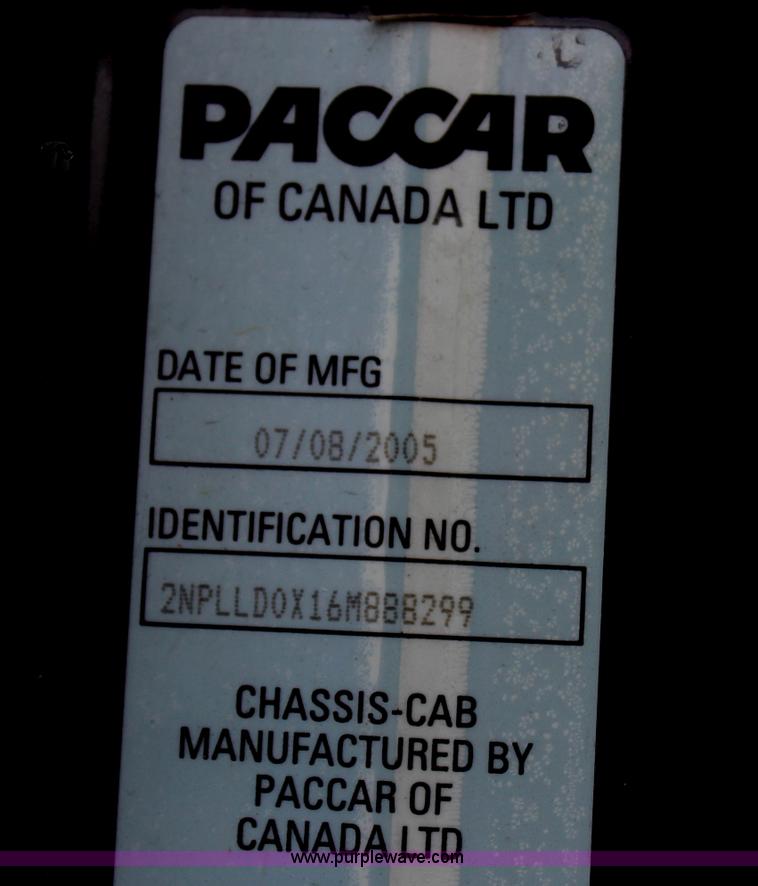 PACCAR
OF CANADA LTD
DATE OF MFG
07/08/2005
IDENTIFICATION NO.
2NPLLD0X16M888299
CHASSIS-CAB
MANUFACTURED BY
PACCAR OF
CANADA LTD
www.purplewave.com